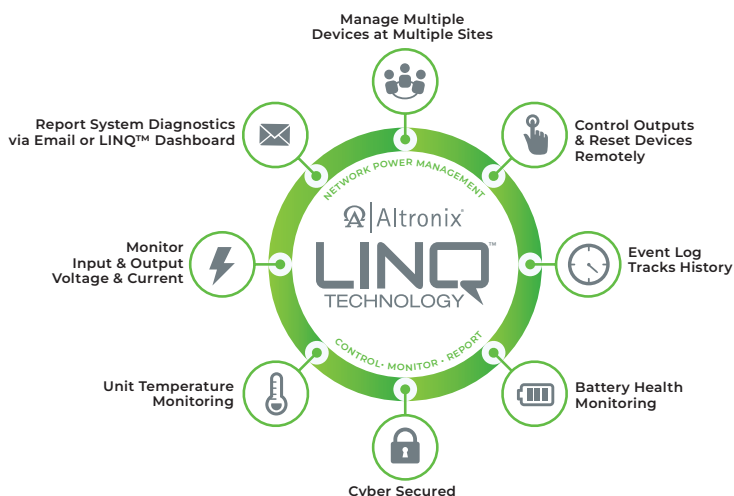 Manage Multiple
Devices at Multiple Sites
Report System Diagnostics
via Email or LINQ™ Dashboard
Control Outputs
& Reset Devices
Remotely
NETWORK POWER MANAGEMENT
Altronix
LINQ™
TECHNOLOGY
Monitor
Input & Output
Voltage & Current
Event Log
Tracks History
CONTROL • MONITOR • REPORT
Unit Temperature
Monitoring
Battery Health
Monitoring
Cyber Secured